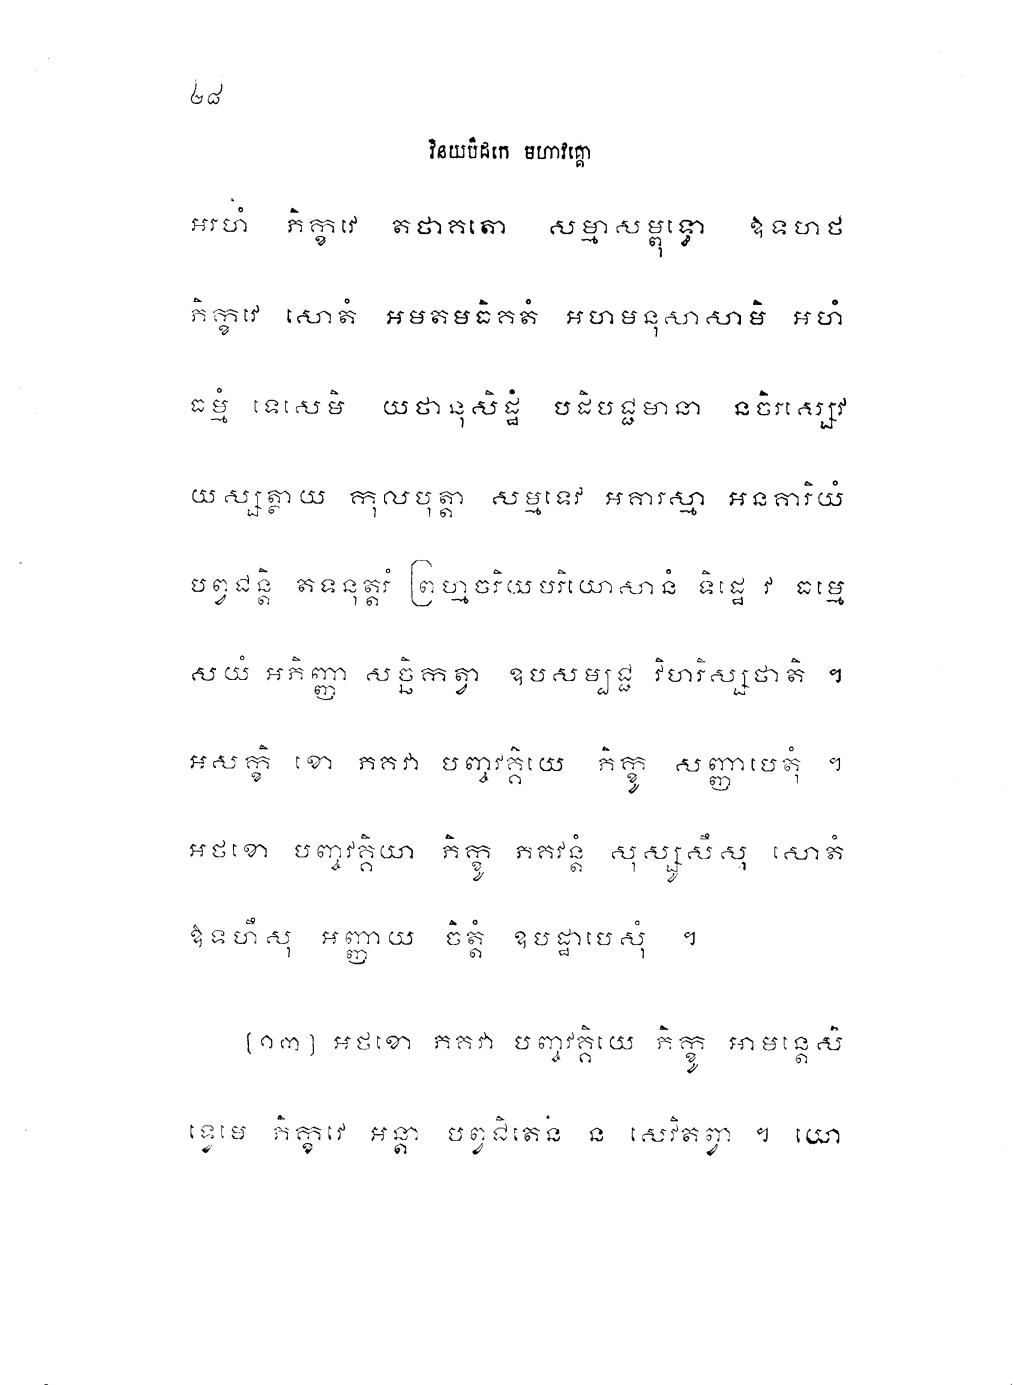 ២៨
វិនយបិដកេ មហាវគ្គោ
អរហំ ភិក្ខវេ តថាគតោ សម្មាសម្ពុទ្ធោ ឱទហថ
ភិក្ខវេ សោតំ អមតមធិគតំ អហមនុសាសាមិ អហំ
ធម្មំ ទេសេមិ យថានុសិដ្ឋំ បដិបជ្ជមានា នចិរស្សេវ
យស្សត្ថាយ កុលបុត្តា សម្មទេវ អគារស្មា អនគារិយំ
បព្វជន្តិ តទនុត្តរំ ព្រហ្មចរិយបរិយោសានំ ទិដ្ឋេ វ ធម្មេ
សយំ អភិញ្ញា សច្ឆិកត្វា ឧបសម្បជ្ជ វិហរិស្សថាតិ ។
អសក្ខិ ខោ ភគវា បញ្ចវគ្គិយេ ភិក្ខូ សញ្ញាបេតុំ ។
អថខោ បញ្ចវគ្គិយា ភិក្ខូ ភគវន្តំ សុស្សូសឹសុ សោតំ
ឱទហឹសុ អញ្ញាយ ចិត្តំ ឧបដ្ឋាបេសុំ ។
[១៣] អថខោ ភគវា បញ្ចវគ្គិយេ ភិក្ខូ អាមន្តេសិ
ទ្វេមេ ភិក្ខវេ អន្តា បព្វជិតេន ន សេវិតព្វា ។ យោ